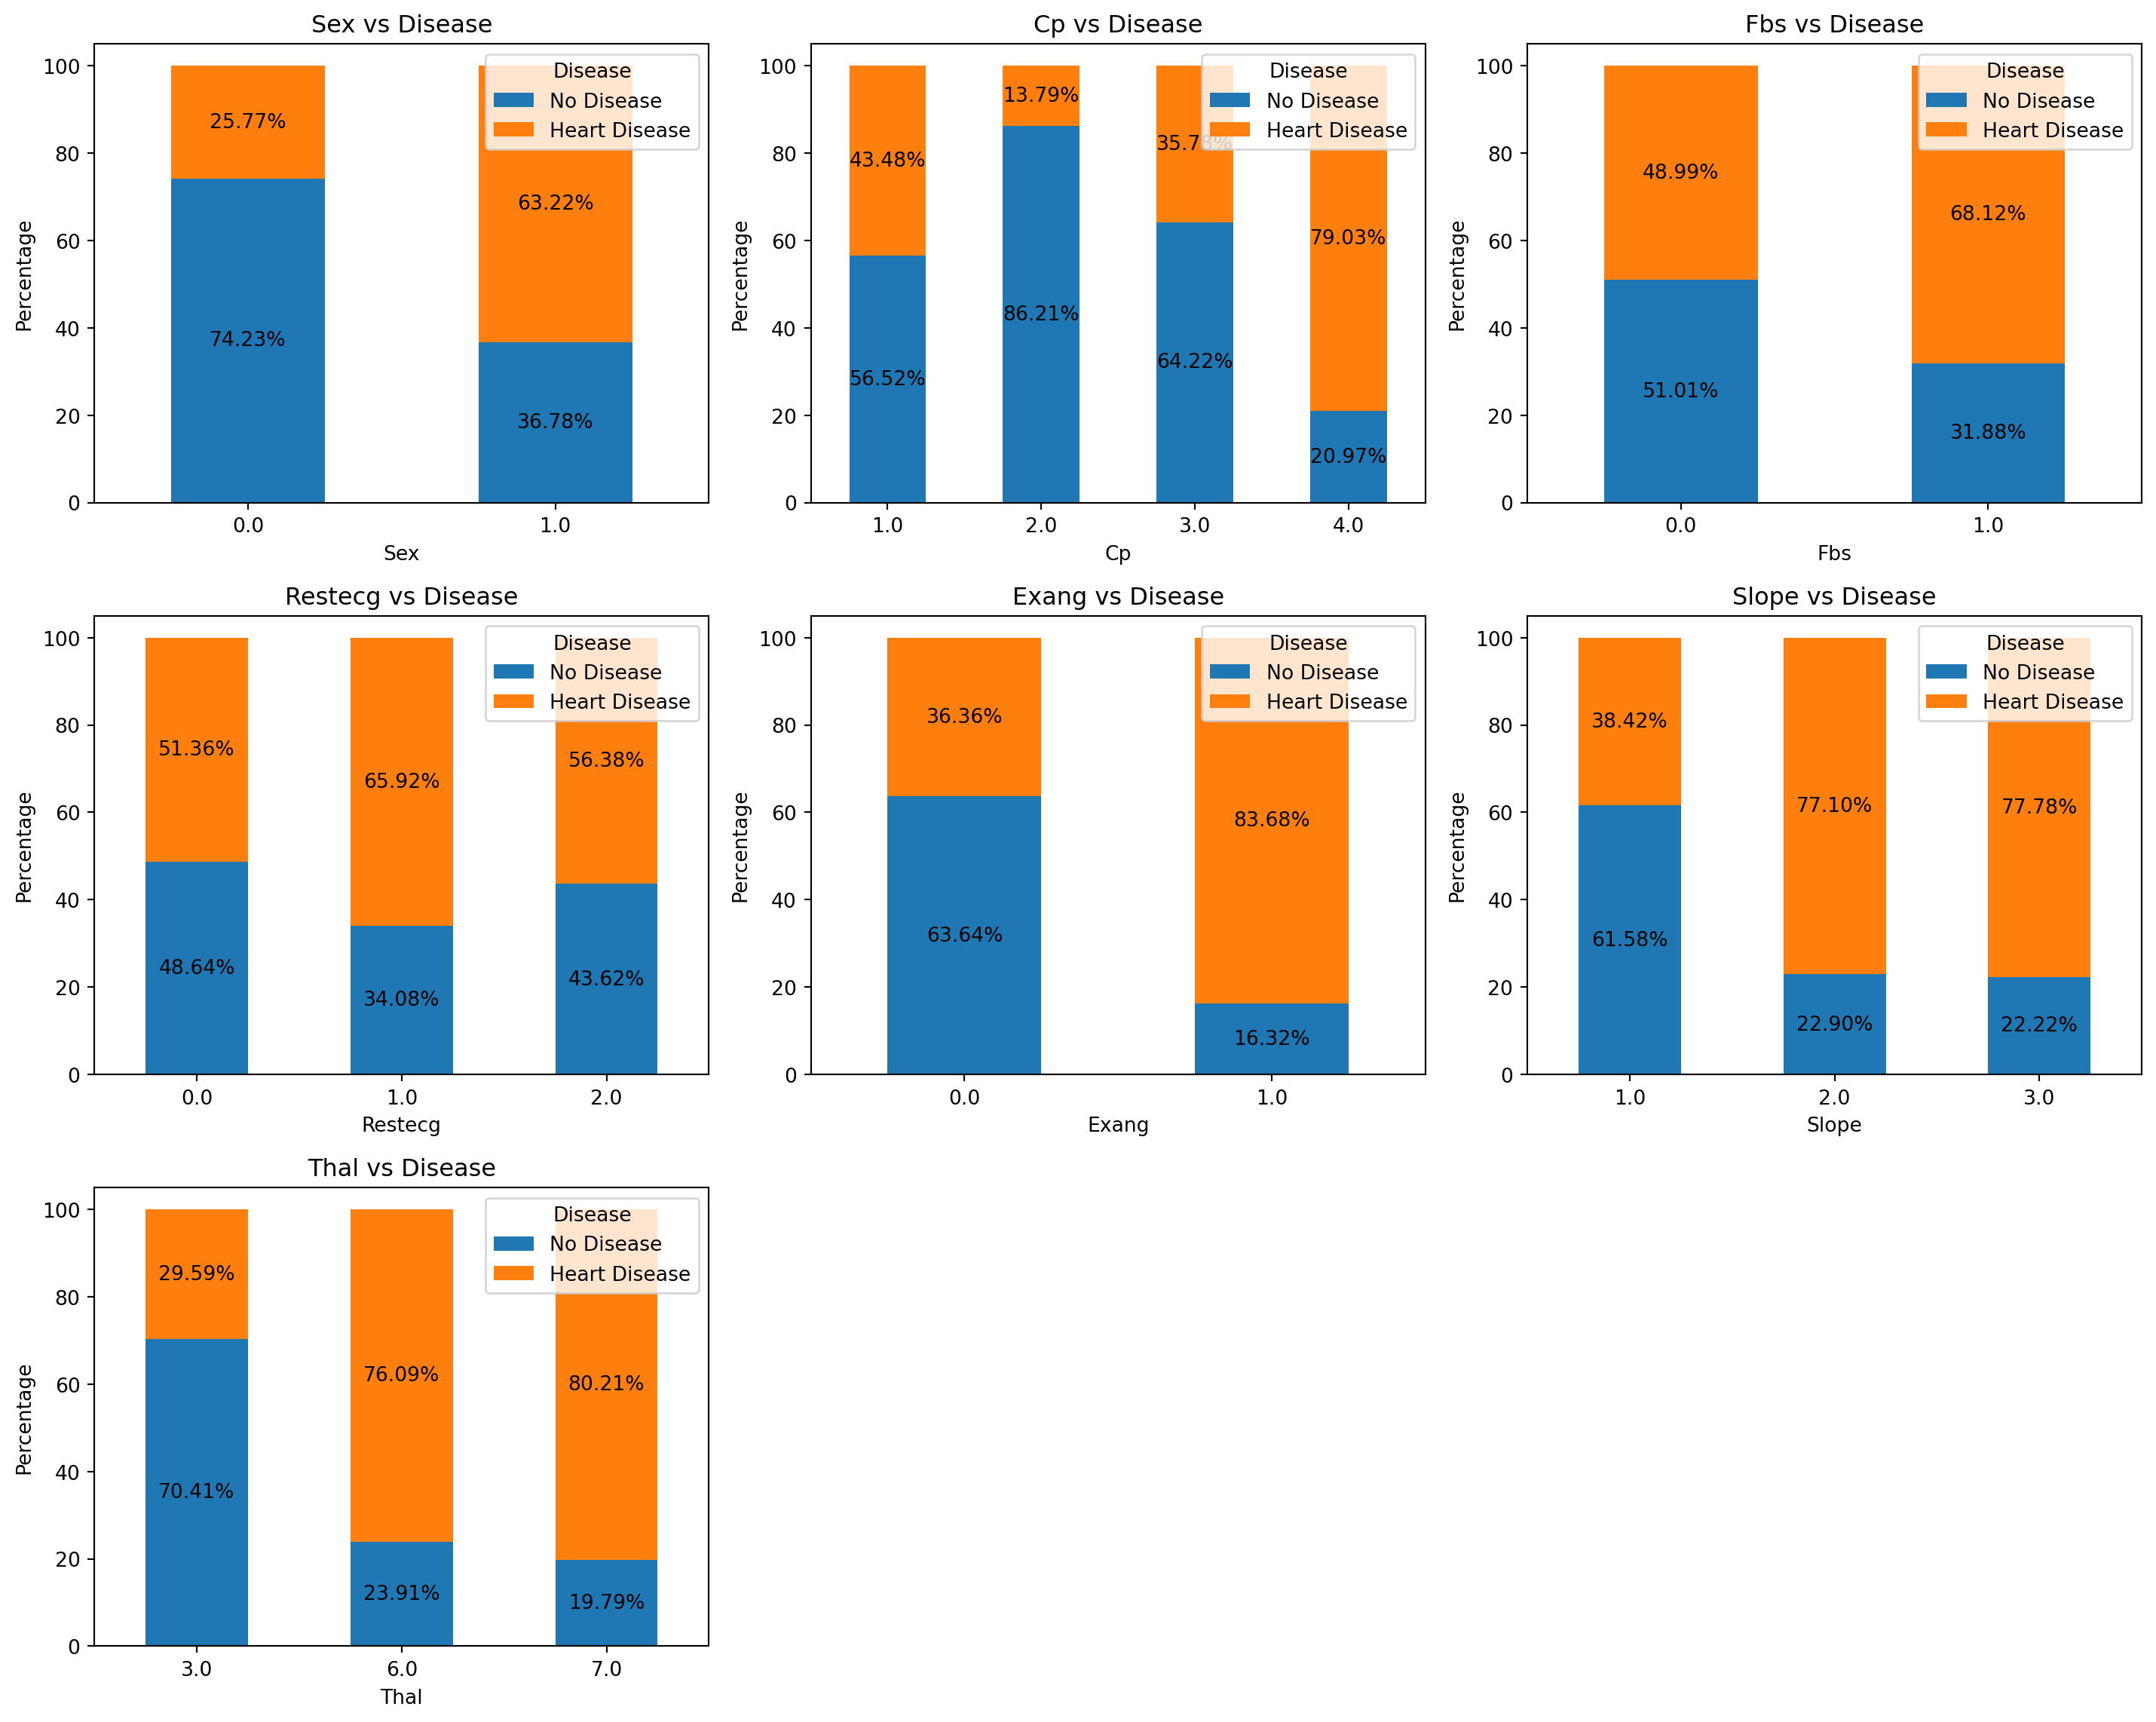 Sex vs Disease
Percentage
100
80
60
40
20
0
25.77%
74.23%
63.22%
36.78%
Disease
No Disease
Heart Disease
0.0
1.0
Sex
Cp vs Disease
Percentage
100
80
60
40
20
0
43.48%
56.52%
13.79%
86.21%
35.78%
64.22%
79.03%
20.97%
Disease
No Disease
Heart Disease
1.0
2.0
3.0
4.0
Cp
Fbs vs Disease
Percentage
100
80
60
40
20
0
48.99%
51.01%
68.12%
31.88%
Disease
No Disease
Heart Disease
0.0
1.0
Fbs
Restecg vs Disease
Percentage
100
80
60
40
20
0
51.36%
48.64%
65.92%
34.08%
56.38%
43.62%
Disease
No Disease
Heart Disease
0.0
1.0
2.0
Restecg
Exang vs Disease
Percentage
100
80
60
40
20
0
36.36%
63.64%
83.68%
16.32%
Disease
No Disease
Heart Disease
0.0
1.0
Exang
Slope vs Disease
Percentage
100
80
60
40
20
0
38.42%
61.58%
77.10%
22.90%
77.78%
22.22%
Disease
No Disease
Heart Disease
1.0
2.0
3.0
Slope
Thal vs Disease
Percentage
100
80
60
40
20
0
29.59%
70.41%
76.09%
23.91%
80.21%
19.79%
Disease
No Disease
Heart Disease
3.0
6.0
7.0
Thal